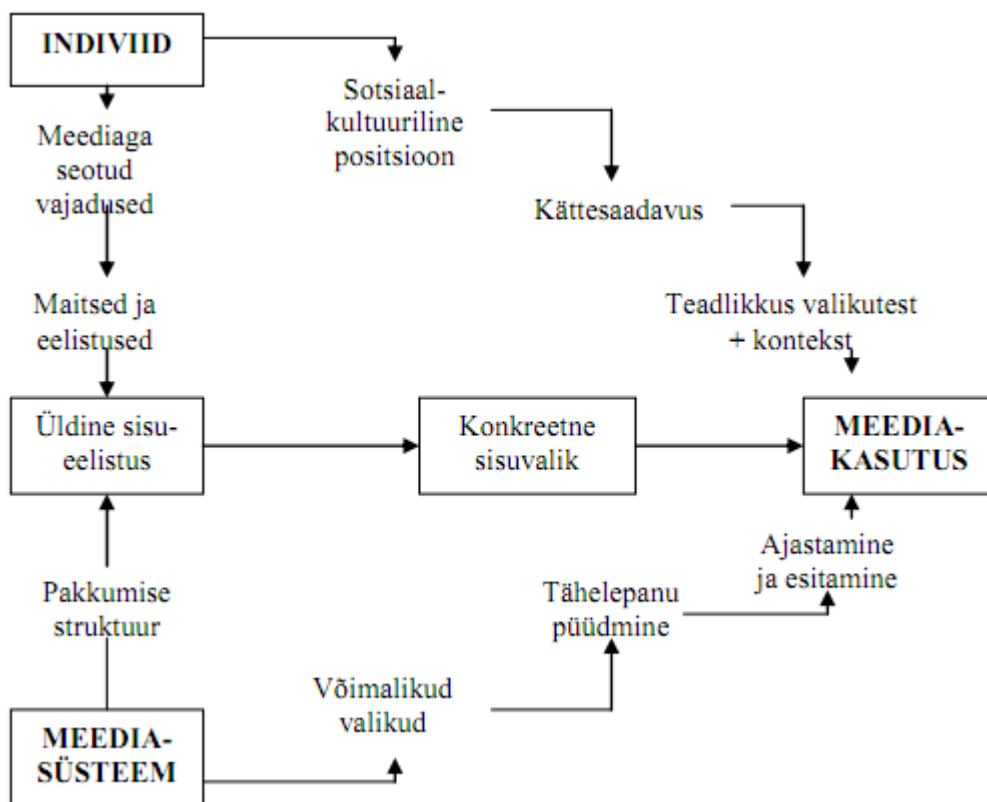 INDIVIID
Sotsiaal-
kultuuriline
positsioon
Meediaga
seotud
vajadused
Kättesaadavus
Maitsed ja
eelistused
Teadlikkus valikutest
+ kontekst
Üldine sisu-
eelistus
Konkreetne
sisuvalik
MEEDIA-
KASUTUS
Ajastamine
ja esitamine
Pakkumise
struktuur
Tähelepanu
püüdmine
Võimalikud
valikud
MEEDIA-
SÜSTEEM